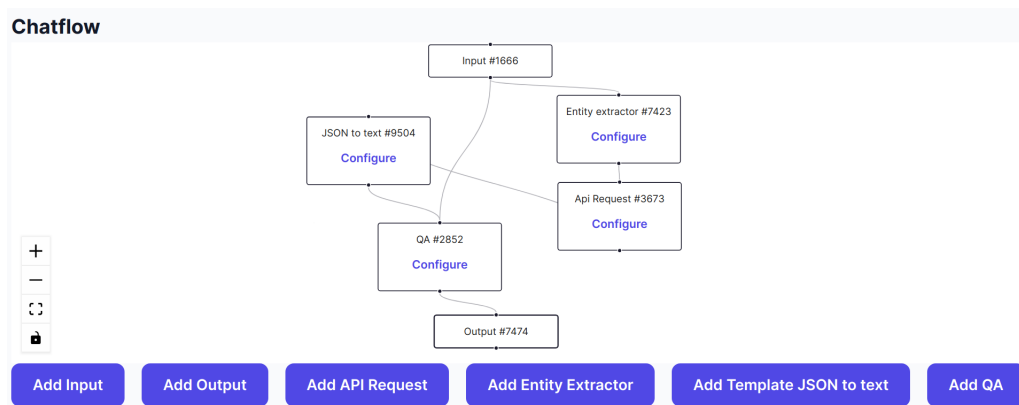 Chatflow
Input #1666
Entity extractor #7423
Configure
JSON to text #9504
Configure
Api Request #3673
Configure
QA #2852
Configure
Output #7474
Add Input
Add Output
Add API Request
Add Entity Extractor
Add Template JSON to text
Add QA